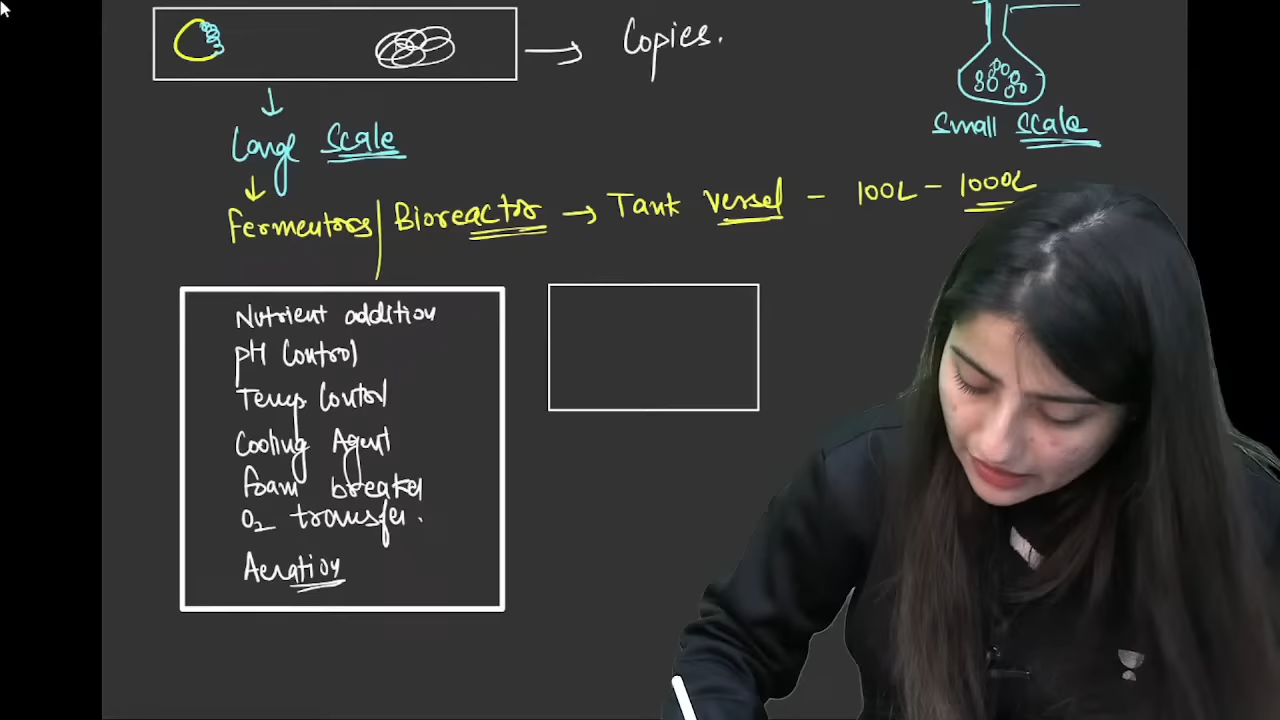 Copies.
Small Scale
Large Scale
Fermentors | Bioreactor → Tank Vessel - 100L - 1000L
Nutrient addition
pH Control
Temp. Control
Cooling Agent
Foam breaker
O2 transfer.
Aeration